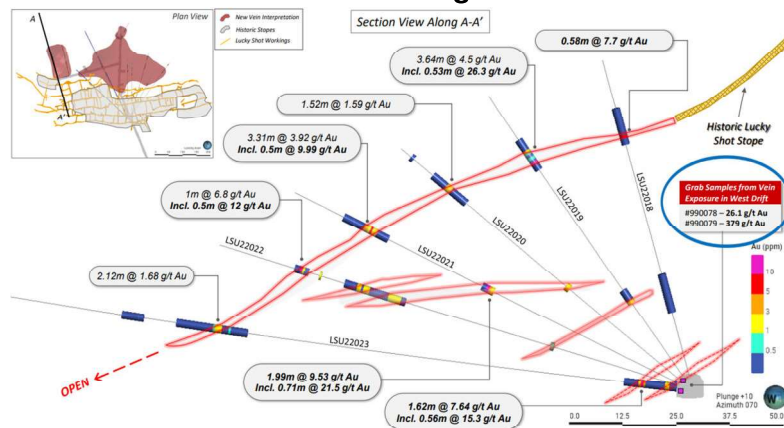 Plan View
A
A'
New Vein Interpretation
Historic Stopes
Lucky Shot Workings
Section View Along A-A'
0.58m @ 7.7 g/t Au
3.64m @ 4.5 g/t Au
Incl. 0.53m @ 26.3 g/t Au
1.52m @ 1.59 g/t Au
3.31m @ 3.92 g/t Au
Incl. 0.5m @ 9.99 g/t Au
1m @ 6.8 g/t Au
Incl. 0.5m @ 12 g/t Au
2.12m @ 1.68 g/t Au
Historic Lucky
Shot Stope
Grab Samples from Vein
Exposure in West Drift
#990078 – 26.1 g/t Au
#990079 – 379 g/t Au
LSU22018
LSU22019
LSU22020
LSU22021
LSU22022
LSU22023
Au (ppm)
10
5
3
1
0.5
OPEN
1.99m @ 9.53 g/t Au
Incl. 0.71m @ 21.5 g/t Au
1.62m @ 7.64 g/t Au
Incl. 0.56m @ 15.3 g/t Au
Plunge +10
Azimuth 070
W
0.0 12.5 25.0 37.5 50.0